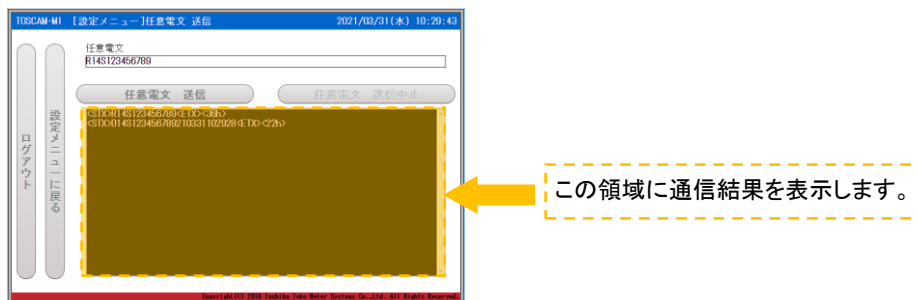 TOSCAM-M1 [設定メニュー]任意電文 送信 2021/03/31(水) 10:29:43
任意電文
R14S123456789
任意電文 送信 任意電文 送信中止
<STX>R14S123456789<ETX><36h>
<STX>014S123456789210331102928<ETX><22h>
ログアウト
設定メニューに戻る
この領域に通信結果を表示します。
Copyright(C) 2018 Toshiba Toko Meter Systems Co.,Ltd. All Rights Reserved.